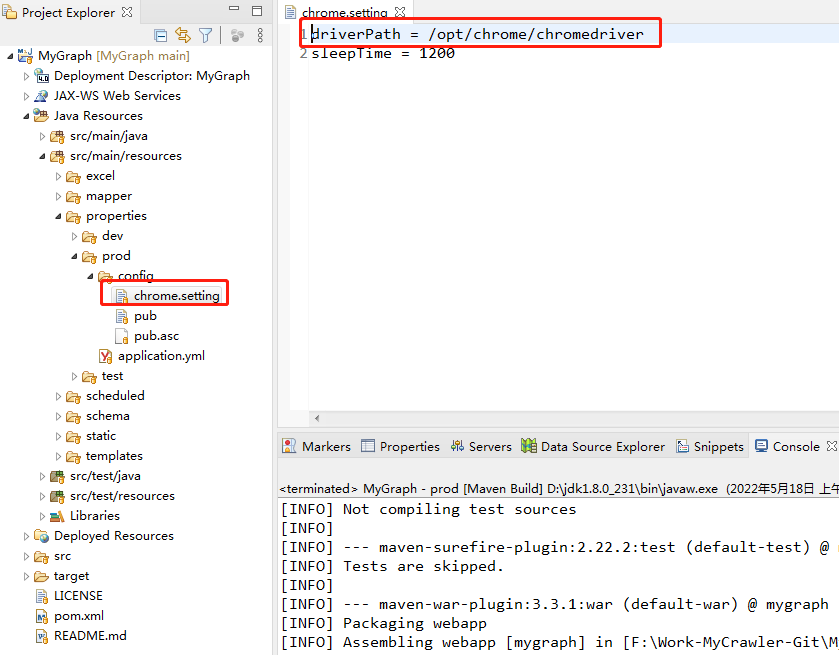 Project Explorer
MyGraph [MyGraph main]
Deployment Descriptor: MyGraph
JAX-WS Web Services
Java Resources
src/main/java
src/main/resources
excel
mapper
properties
dev
prod
config
chrome.setting
pub
pub.asc
application.yml
test
scheduled
schema
static
templates
src/test/java
src/test/resources
Libraries
Deployed Resources
src
target
LICENSE
pom.xml
README.md
chrome.setting
1 driverPath = /opt/chrome/chromedriver
2 sleepTime = 1200
Markers Properties Servers Data Source Explorer Snippets Console
<terminated> MyGraph - prod [Maven Build] D:\jdk1.8.0_231\bin\javaw.exe (2022年5月18日 上午
[INFO] Not compiling test sources
[INFO]
[INFO] --- maven-surefire-plugin:2.22.2:test (default-test) @
[INFO] Tests are skipped.
[INFO]
[INFO] --- maven-war-plugin:3.3.1:war (default-war) @ mygraph
[INFO] Packaging webapp
[INFO] Assembling webapp [mygraph] in [F:\Work-MyCrawler-Git\M